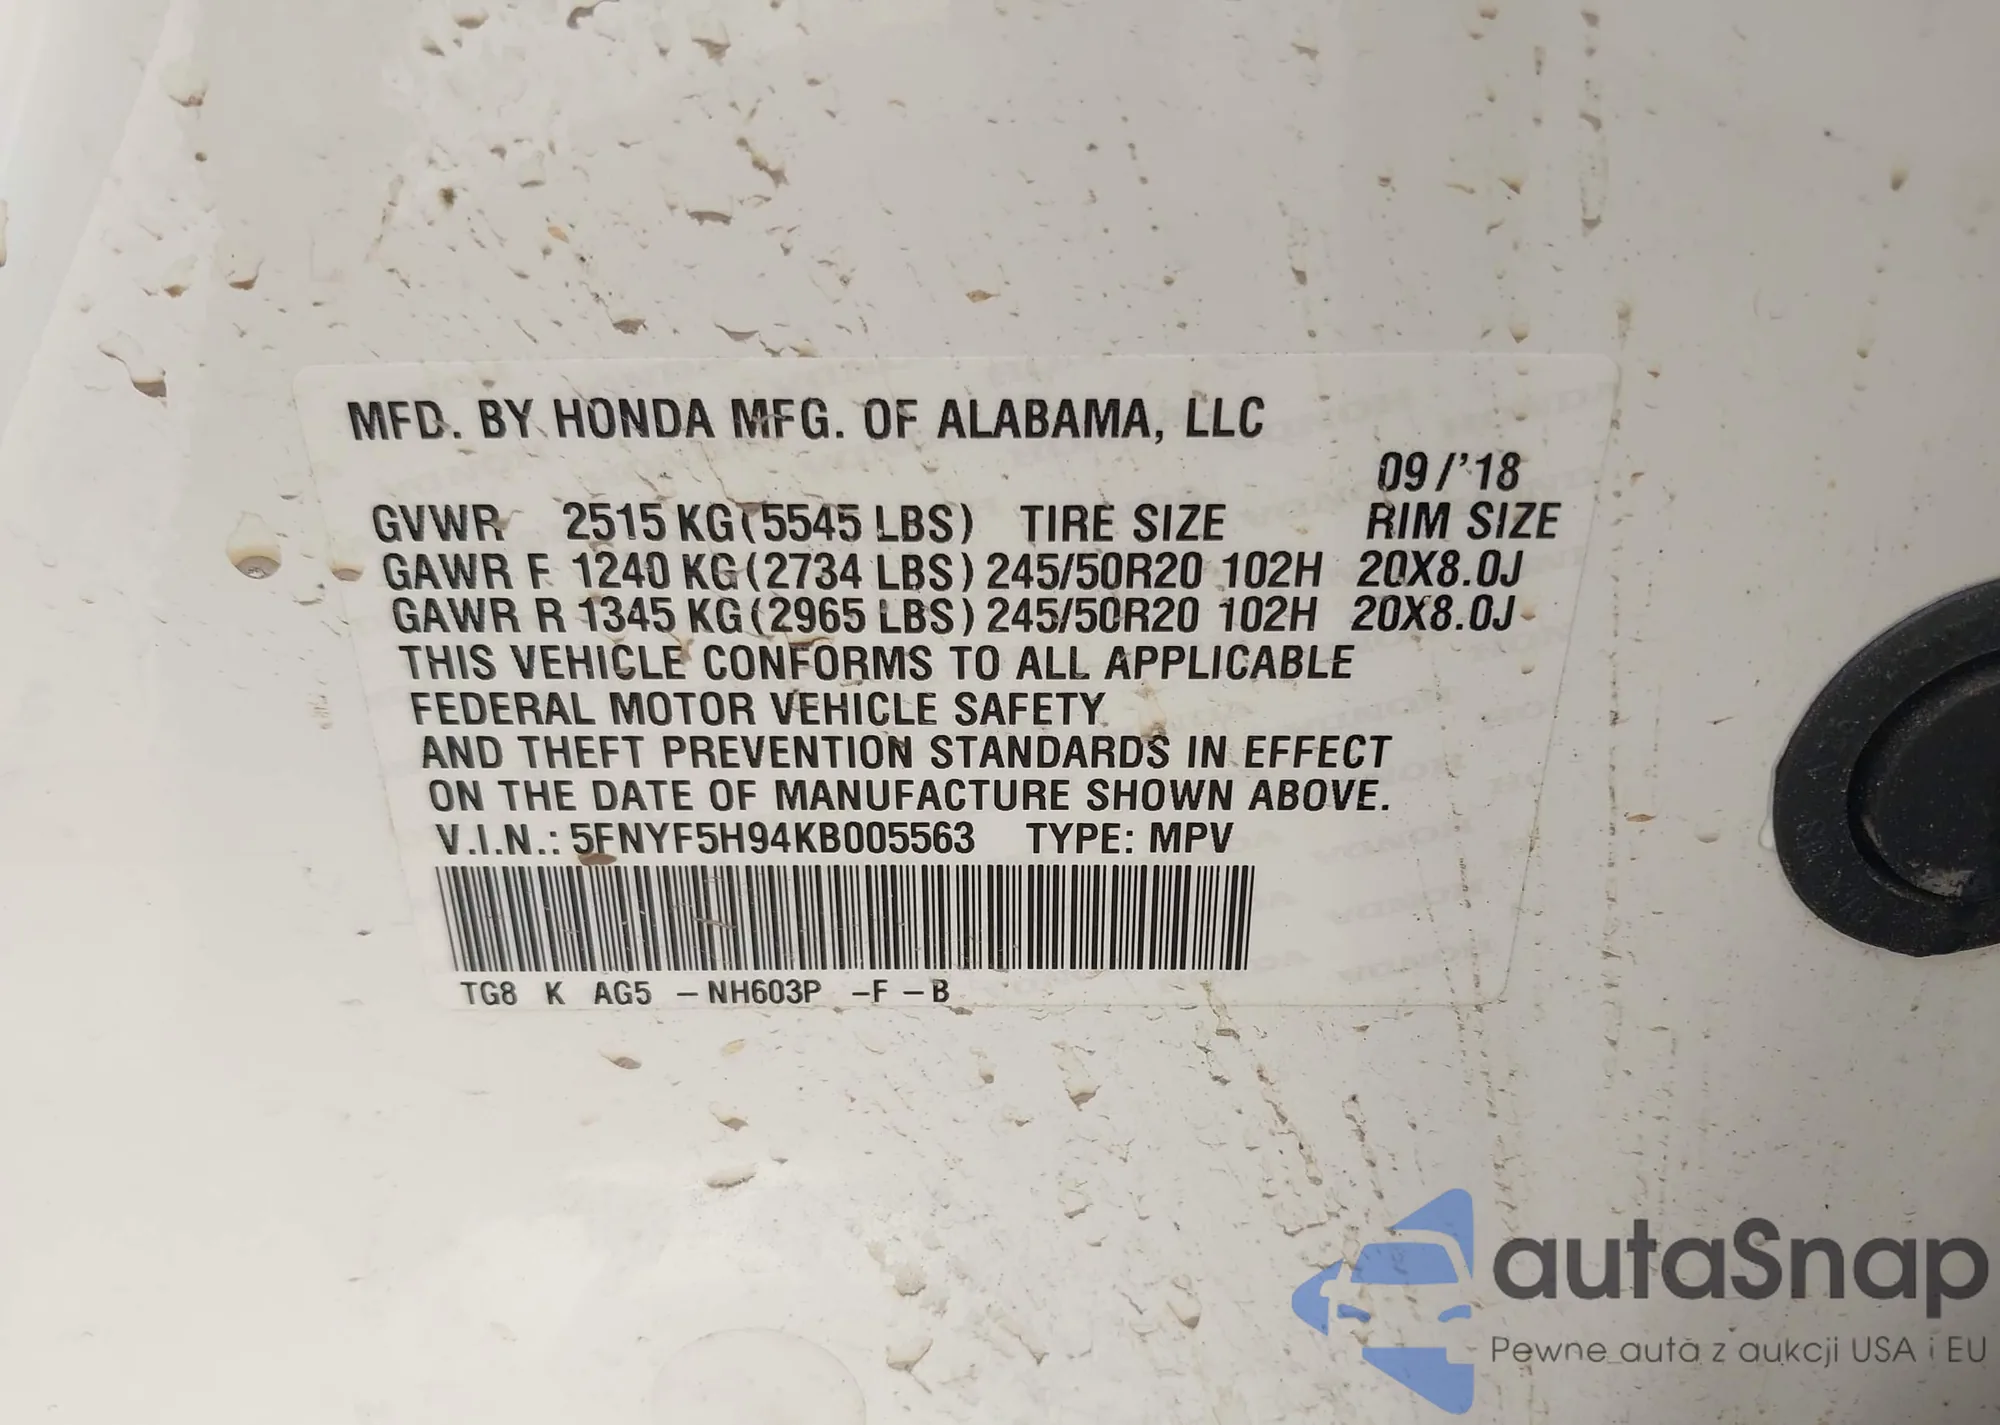 MFD. BY HONDA MFG. OF ALABAMA, LLC
09/'18
GVWR 2515 KG(5545 LBS) TIRE SIZE RIM SIZE
GAWR F 1240 KG(2734 LBS) 245/50R20 102H 20X8.0J
GAWR R 1345 KG(2965 LBS) 245/50R20 102H 20X8.0J
THIS VEHICLE CONFORMS TO ALL APPLICABLE
FEDERAL MOTOR VEHICLE SAFETY
AND THEFT PREVENTION STANDARDS IN EFFECT
ON THE DATE OF MANUFACTURE SHOWN ABOVE.
V.I.N.: 5FNYF5H94KB005563 TYPE: MPV
TG8 K AG5 -NH603P -F -B
autaSnap
Pewne auta z aukcji USA i EU